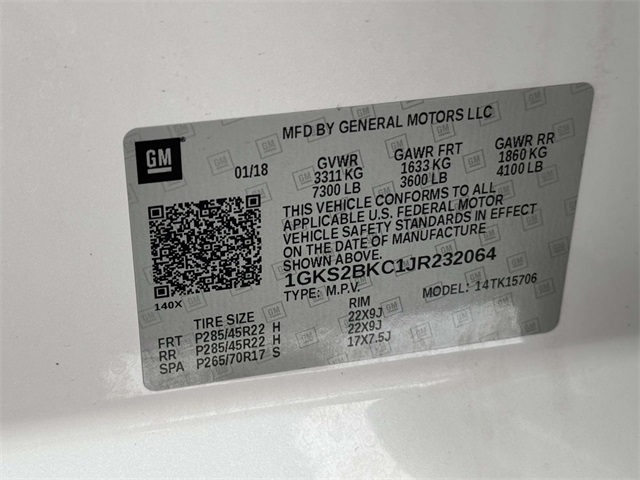 MFD BY GENERAL MOTORS LLC
GM
01/18
GVWR
3311 KG
7300 LB
GAWR FRT
1633 KG
3600 LB
GAWR RR
1860 KG
4100 LB
THIS VEHICLE CONFORMS TO ALL
APPLICABLE U.S. FEDERAL MOTOR
VEHICLE SAFETY STANDARDS IN EFFECT
ON THE DATE OF MANUFACTURE
SHOWN ABOVE.
1GKS2BKC1JR232064
TYPE: M.P.V.
MODEL: 14TK15706
140X
TIRE SIZE
RIM
FRT P285/45R22 H 22X9J
RR P285/45R22 H 22X9J
SPA P265/70R17 S 17X7.5J